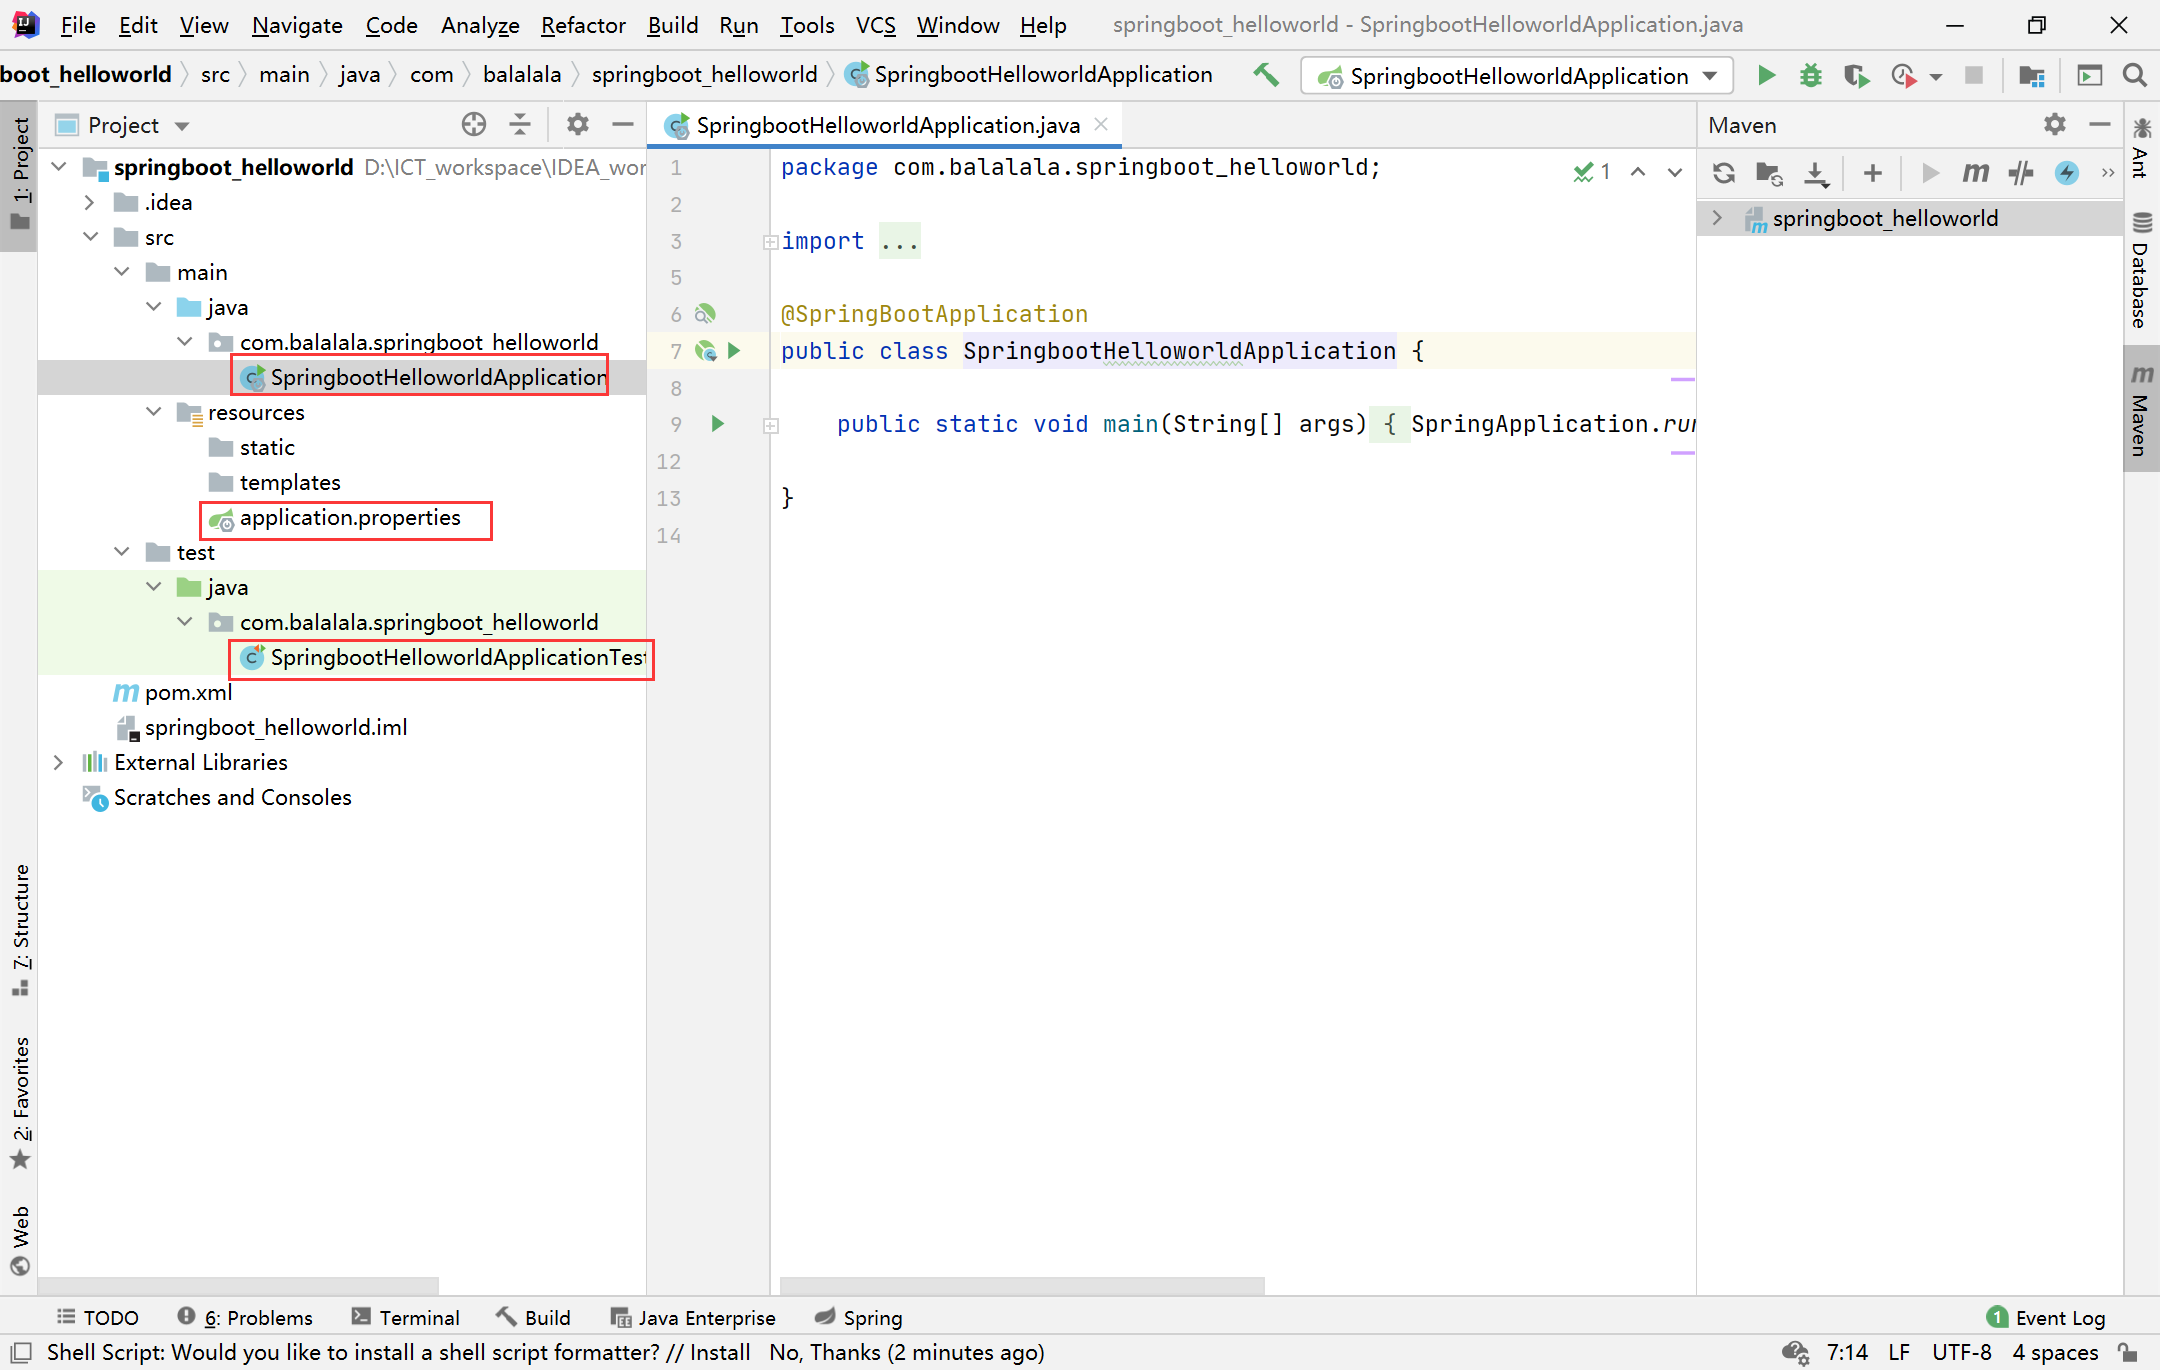 File Edit View Navigate Code Analyze Refactor Build Run Tools VCS Window Help springboot_helloworld - SpringbootHelloworldApplication.java
boot_helloworld src main java com balalala springboot_helloworld SpringbootHelloworldApplication SpringbootHelloworldApplication
1: Project
7: Structure
2: Favorites
Web
Project
springboot_helloworld D:\ICT_workspace\IDEA_wor
.idea
src
main
java
com.balalala.springboot_helloworld
SpringbootHelloworldApplication
resources
static
templates
application.properties
test
java
com.balalala.springboot_helloworld
SpringbootHelloworldApplicationTest
pom.xml
springboot_helloworld.iml
External Libraries
Scratches and Consoles
SpringbootHelloworldApplication.java
1 package com.balalala.springboot_helloworld; 1
2
3 import ...
5
6 @SpringBootApplication
7 public class SpringbootHelloworldApplication {
8
9 public static void main(String[] args) { SpringApplication.run
12
13 }
14
Maven
springboot_helloworld
Ant
Database
Maven
TODO 6: Problems Terminal Build Java Enterprise Spring 1 Event Log
Shell Script: Would you like to install a shell script formatter? // Install No, Thanks (2 minutes ago) 7:14 LF UTF-8 4 spaces